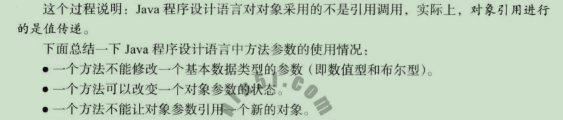 这个过程说明：Java 程序设计语言对对象采用的不是引用调用，实际上，对象引用进行
的是值传递。
下面总结一下 Java 程序设计语言中方法参数的使用情况：
●一个方法不能修改一个基本数据类型的参数（即数值型和布尔型）。
●一个方法可以改变一个对象参数的状态。
●一个方法不能让对象参数引用一个新的对象。